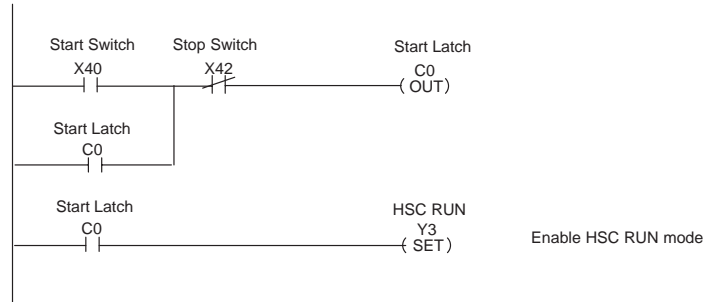 Start Switch
Stop Switch
Start Latch
X40
X42
C0
( OUT )
Start Latch
C0
Start Latch
HSC RUN
C0
Y3
( SET )
Enable HSC RUN mode